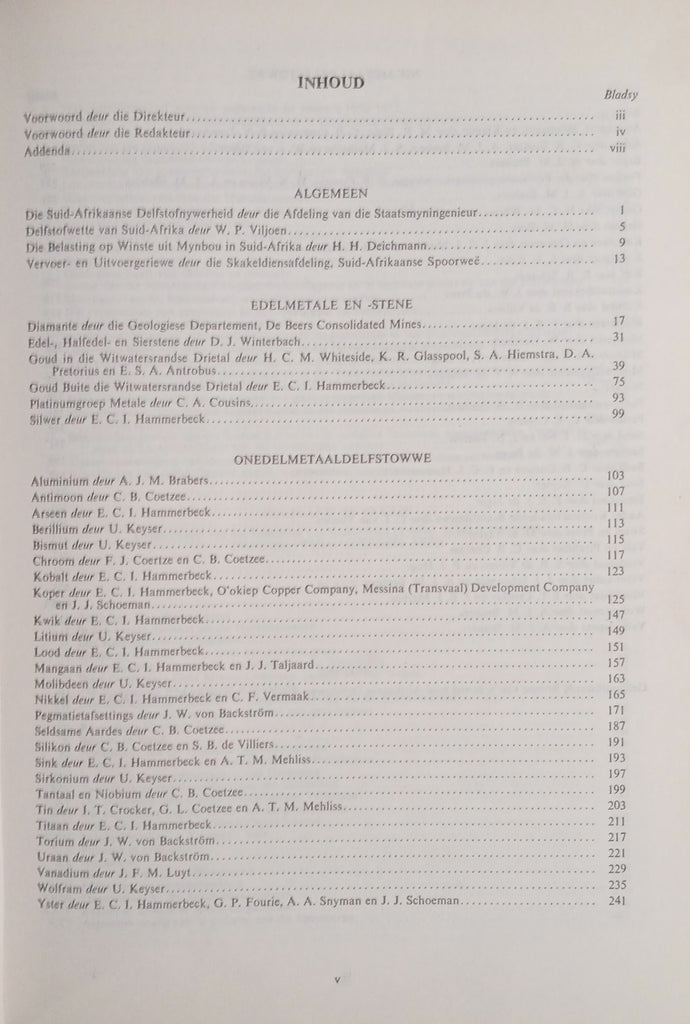 INHOUD
Bladsy
Voorwoord deur die Direkteur........ iii
Voorwoord deur die Redakteur........ iv
Addenda........ viii
ALGEMEEN
Die Suid-Afrikaanse Delfstofnywerheid deur die Afdeling van die Staatsmyningenieur........ 1
Delfstofwette van Suid-Afrika deur W. P. Viljoen........ 5
Die Belasting op Winste uit Mynbou in Suid-Afrika deur H. H. Deichmann........ 9
Vervoer- en Uitvoergeriewe deur die Skakeldiensafdeling, Suid-Afrikaanse Spoorweë........ 13
EDELMETALE EN -STENE
Diamante deur die Geologiese Departement, De Beers Consolidated Mines........ 17
Edel-, Halfedel- en Sierstene deur D. J. Winterbach........ 31
Goud in die Witwatersrandse Drietal deur H. C. M. Whiteside, K. R. Glasspool, S. A. Hiemstra, D. A.
Pretorius en E. S. A. Antrobus........ 39
Goud Buite die Witwatersrandse Drietal deur E. C. I. Hammerbeck........ 75
Platinumgroep Metale deur C. A. Cousins........ 93
Silwer deur E. C. I. Hammerbeck........ 99
ONEDELMETAALDELFSTOWWE
Aluminium deur A. J. M. Brabers........ 103
Antimoon deur C. B. Coetzee........ 107
Arseen deur E. C. I. Hammerbeck........ 111
Berillium deur U. Keyser........ 113
Bismut deur U. Keyser........ 115
Chroom deur F. J. Coertze en C. B. Coetzee........ 117
Kobalt deur E. C. I. Hammerbeck........ 123
Koper deur E. C. I. Hammerbeck, O'okiep Copper Company, Messina (Transvaal) Development Company
en J. J. Schoeman........ 125
Kwik deur E. C. I. Hammerbeck........ 147
Litium deur U. Keyser........ 149
Lood deur E. C. I. Hammerbeck........ 151
Mangaan deur E. C. I. Hammerbeck en J. J. Taljaard........ 157
Molibdeen deur U. Keyser........ 163
Nikkel deur E. C. I. Hammerbeck en C. F. Vermaak........ 165
Pegmatietafsettings deur J. W. von Backström........ 171
Seldsame Aardes deur C. B. Coetzee........ 187
Silikon deur C. B. Coetzee en S. B. de Villiers........ 191
Sink deur E. C. I. Hammerbeck en A. T. M. Mehliss........ 193
Sirkonium deur U. Keyser........ 197
Tantaal en Niobium deur C. B. Coetzee........ 199
Tin deur J. T. Crocker, G. L. Coetzee en A. T. M. Mehliss........ 203
Titaan deur E. C. I. Hammerbeck........ 211
Torium deur J. W. von Backström........ 217
Uraan deur J. W. von Backström........ 221
Vanadium deur J. F. M. Luyt........ 229
Wolfram deur U. Keyser........ 235
Yster deur E. C. I. Hammerbeck, G. P. Fourie, A. A. Snyman en J. J. Schoeman........ 241
v